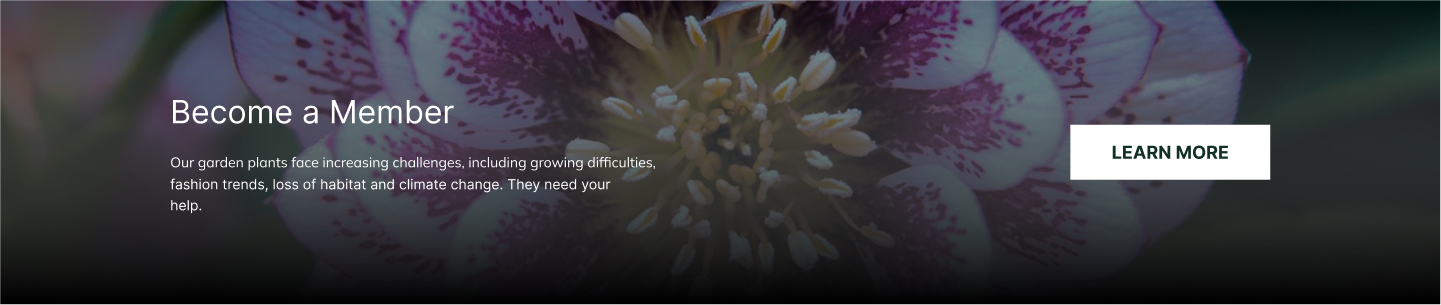 Become a Member
Our garden plants face increasing challenges, including growing difficulties,
fashion trends, loss of habitat and climate change. They need your
help.
LEARN MORE